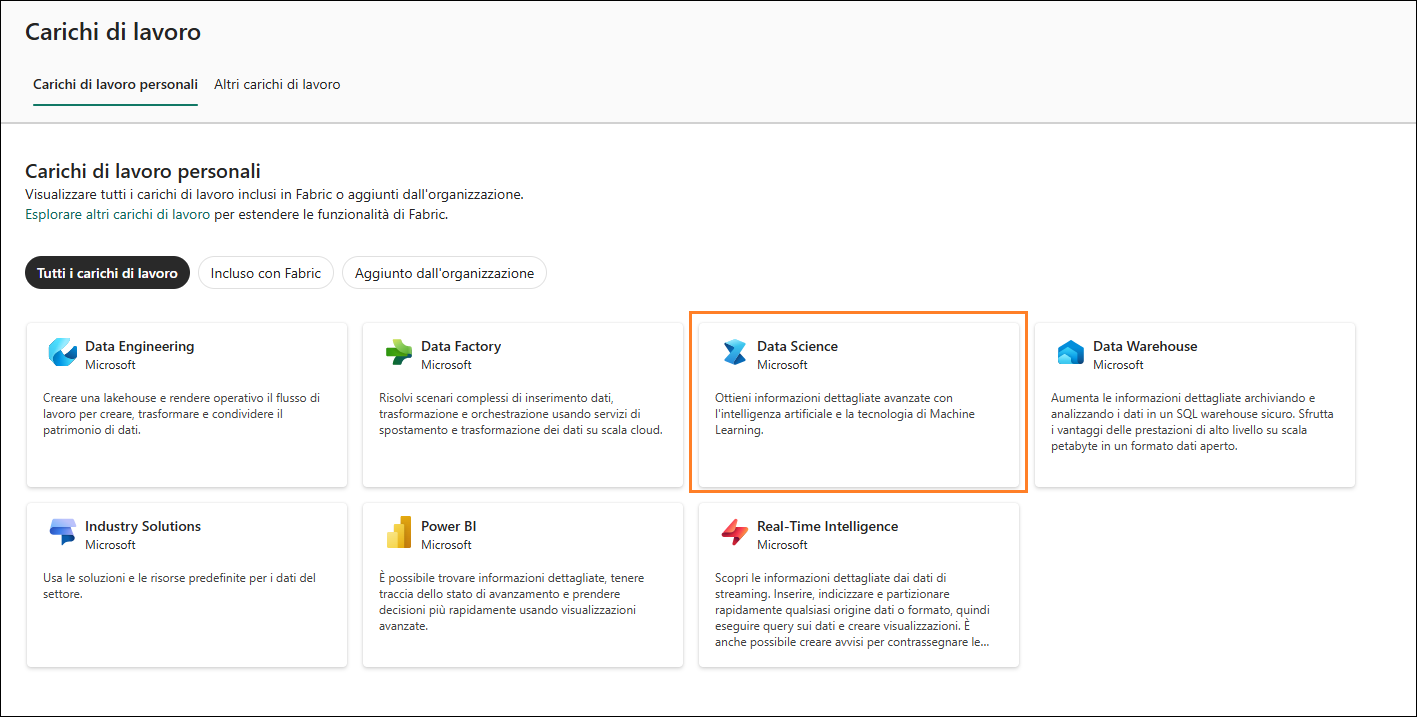 Carichi di lavoro
Carichi di lavoro personali
Altri carichi di lavoro
Carichi di lavoro personali
Visualizzare tutti i carichi di lavoro inclusi in Fabric o aggiunti dall'organizzazione.
Esplorare altri carichi di lavoro per estendere le funzionalità di Fabric.
Tutti i carichi di lavoro
Incluso con Fabric
Aggiunto dall'organizzazione
Data Engineering
Microsoft
Creare una lakehouse e rendere operativo il flusso di
lavoro per creare, trasformare e condividere il
patrimonio di dati.
Data Factory
Microsoft
Risolvi scenari complessi di inserimento dati,
trasformazione e orchestrazione usando servizi di
spostamento e trasformazione dei dati su scala cloud.
Data Science
Microsoft
Ottieni informazioni dettagliate avanzate con
l'intelligenza artificiale e la tecnologia di Machine
Learning.
Data Warehouse
Microsoft
Aumenta le informazioni dettagliate archiviando e
analizzando i dati in un SQL warehouse sicuro. Sfrutta
i vantaggi delle prestazioni di alto livello su scala
petabyte in un formato dati aperto.
Industry Solutions
Microsoft
Usa le soluzioni e le risorse predefinite per i dati del
settore.
Power BI
Microsoft
È possibile trovare informazioni dettagliate, tenere
traccia dello stato di avanzamento e prendere
decisioni più rapidamente usando visualizzazioni
avanzate.
Real-Time Intelligence
Microsoft
Scopri le informazioni dettagliate dai dati di
streaming. Inserire, indicizzare e partizionare
rapidamente qualsiasi origine dati o formato, quindi
eseguire query sui dati e creare visualizzazioni. È
anche possibile creare avvisi per contrassegnare le...